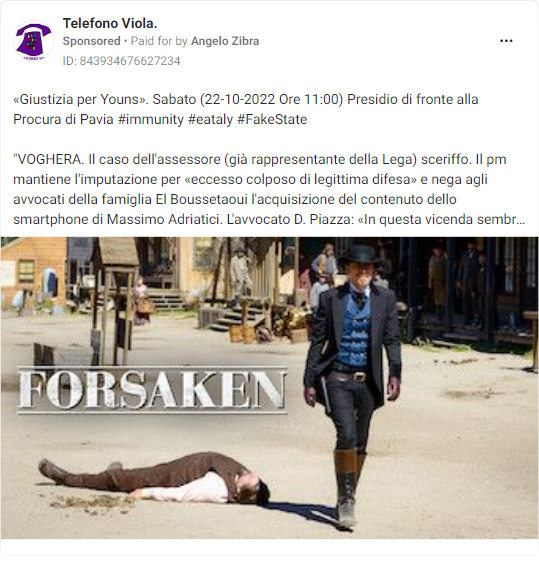 Telefono Viola.
Sponsored • Paid for by Angelo Zibra
ID: 843934676627234
«Giustizia per Youns». Sabato (22-10-2022 Ore 11:00) Presidio di fronte alla
Procura di Pavia #immunity #eataly #FakeState
"VOGHERA. Il caso dell'assessore (già rappresentante della Lega) sceriffo. Il pm
mantiene l'imputazione per «eccesso colposo di legittima difesa» e nega agli
avvocati della famiglia El Boussetaoui l'acquisizione del contenuto dello
smartphone di Massimo Adriatici. L'avvocato D. Piazza: «In questa vicenda sembr...
FORSAKEN